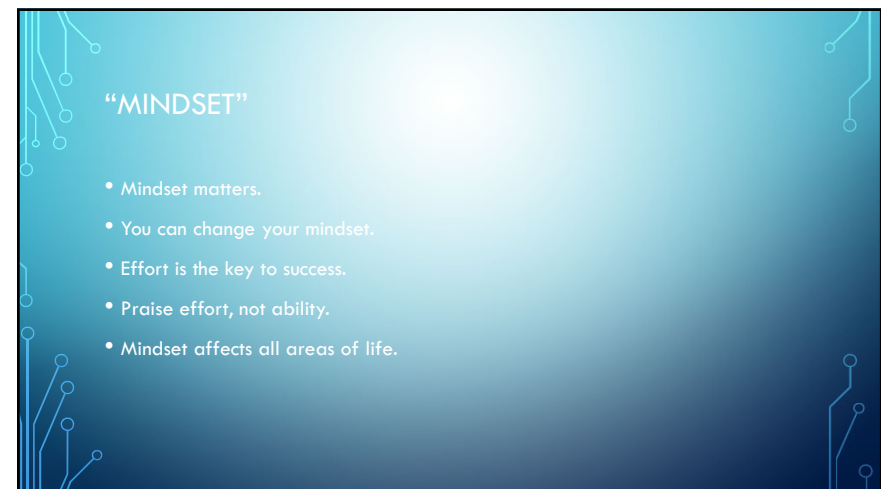 “MINDSET”
• Mindset matters.
• You can change your mindset.
• Effort is the key to success.
• Praise effort, not ability.
• Mindset affects all areas of life.